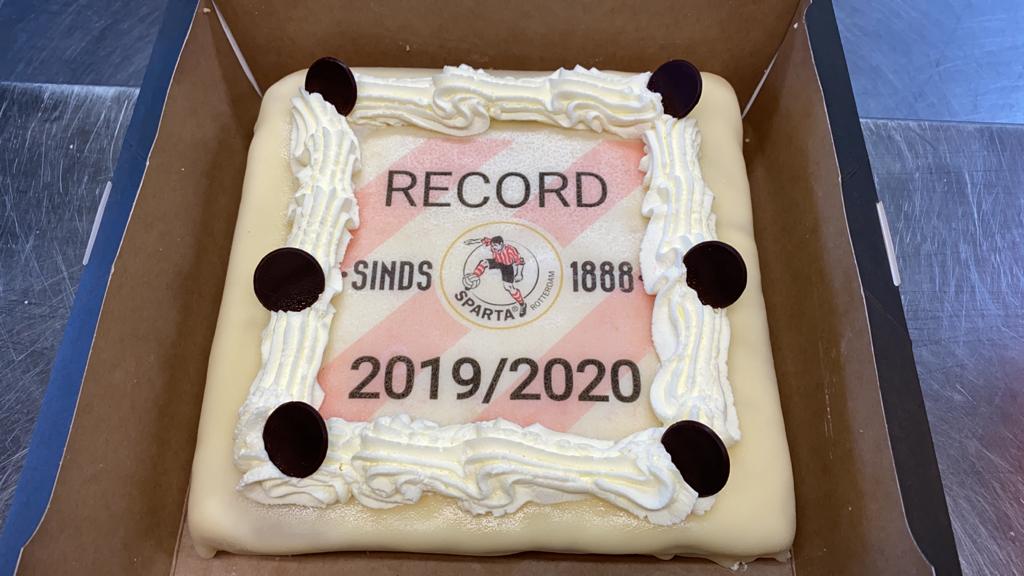 RECORD
SINDS 1888
SPARTA® ROTTERDAM
2019/2020